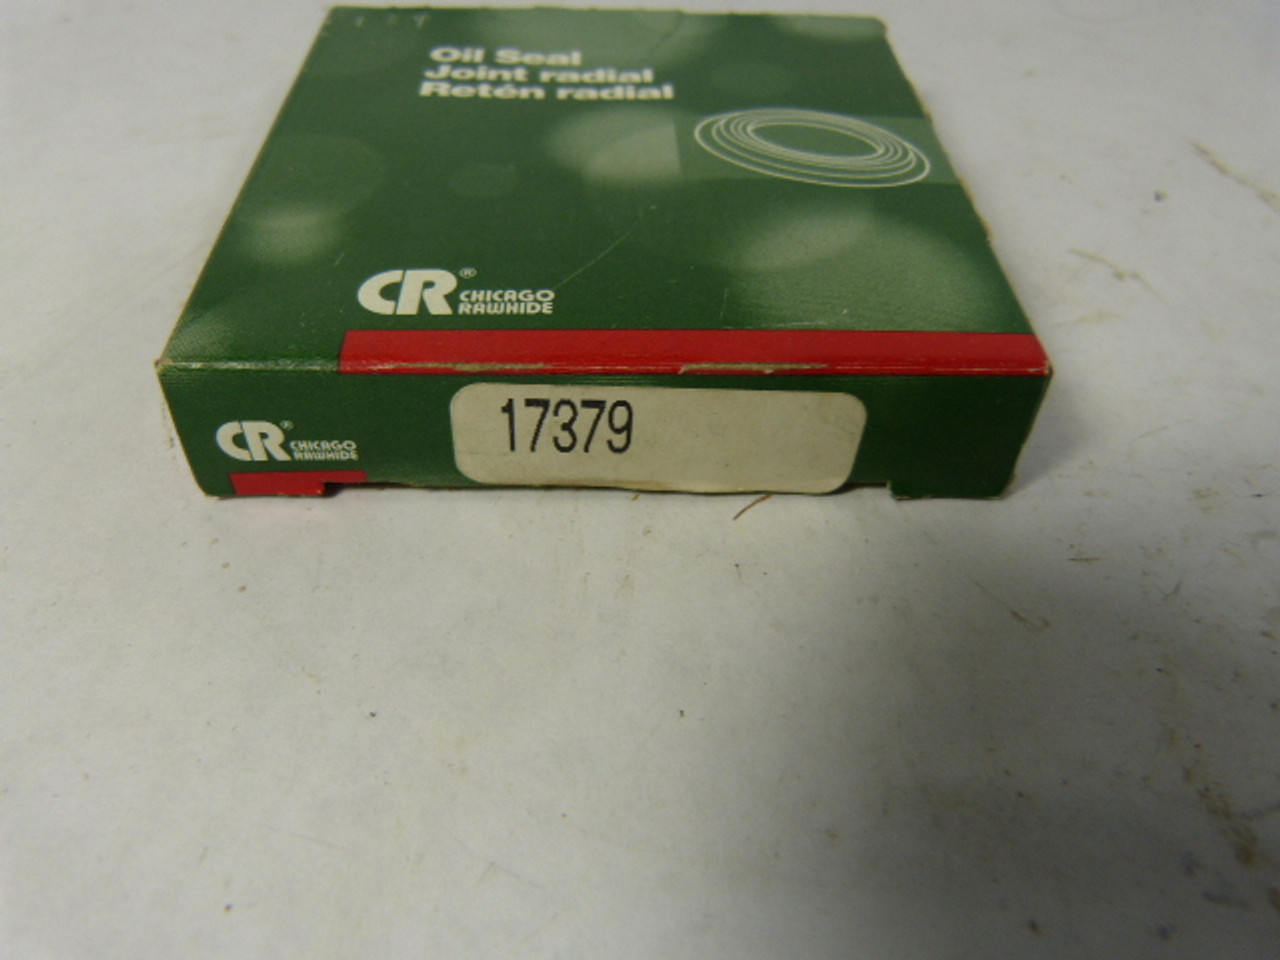 Oil Seal
Joint radial
Retén radial
CR® CHICAGO
RAWHIDE
CR® CHICAGO
RAWHIDE
17379